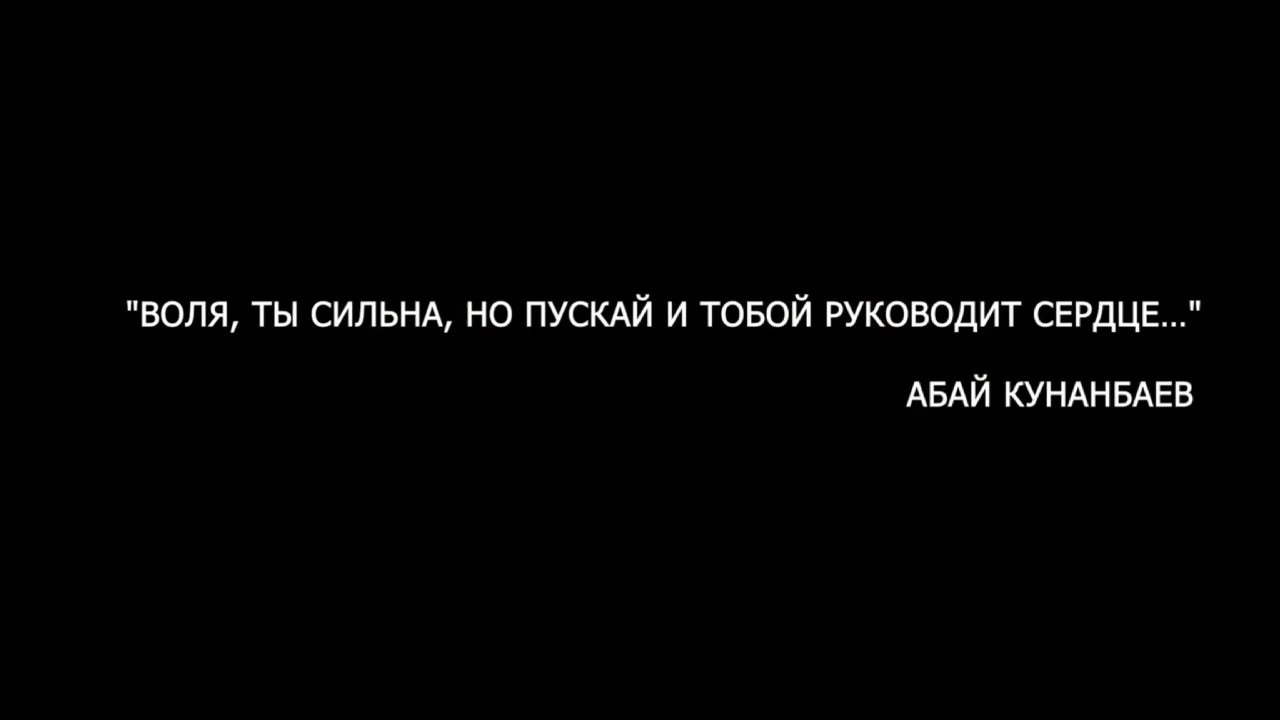 "ВОЛЯ, ТЫ СИЛЬНА, НО ПУСКАЙ И ТОБОЙ РУКОВОДИТ СЕРДЦЕ..."
АБАЙ КУНАНБАЕВ